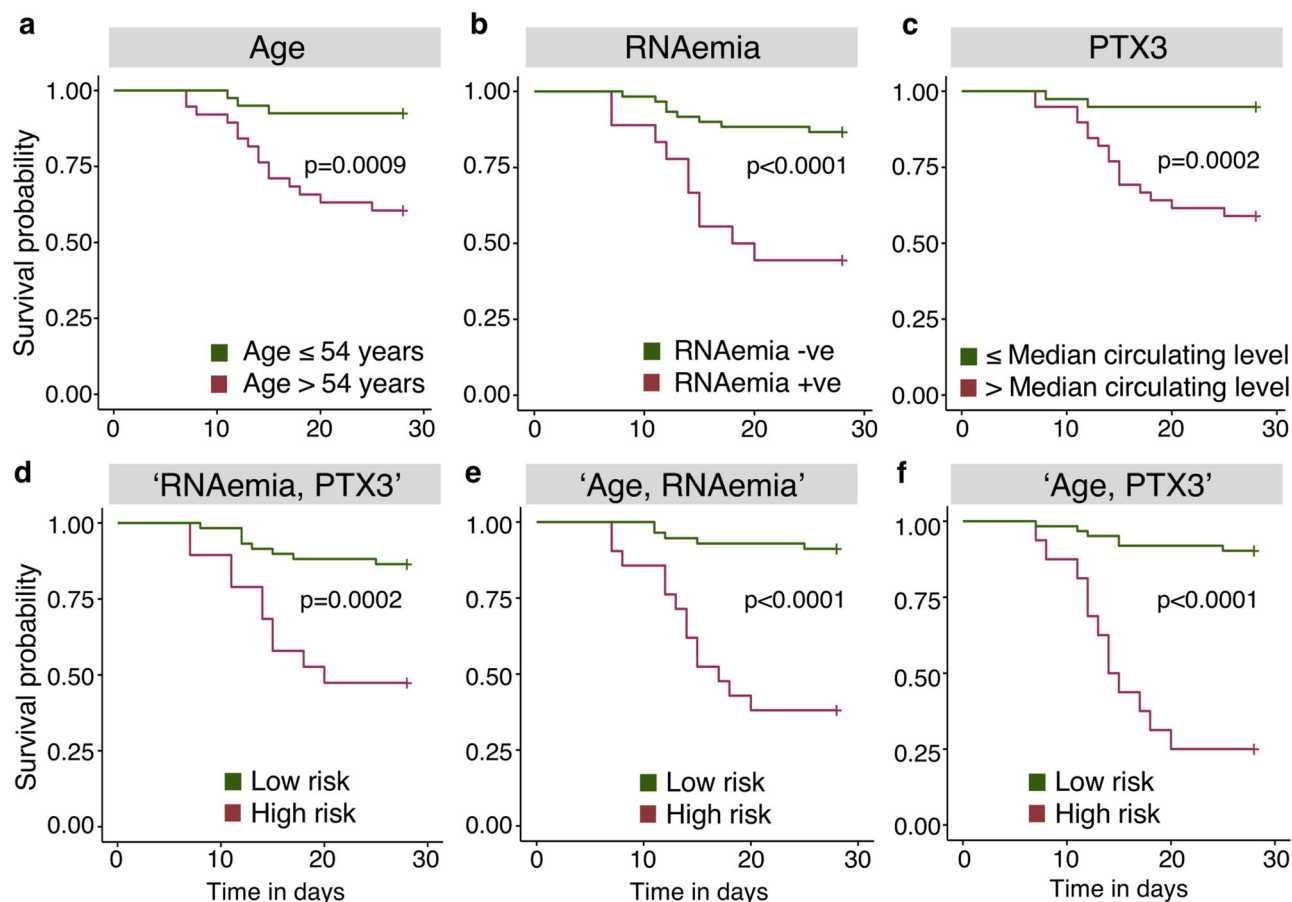 a
Age
Survival probability
1.00
0.75
0.50
0.25
0.00
p=0.0009
Age ≤ 54 years
Age > 54 years
0 10 20 30
b
RNAemia
1.00
0.75
0.50
0.25
0.00
p<0.0001
RNAemia -ve
RNAemia +ve
0 10 20 30
c
PTX3
1.00
0.75
0.50
0.25
0.00
p=0.0002
≤ Median circulating level
> Median circulating level
0 10 20 30
d
‘RNAemia, PTX3’
Survival probability
1.00
0.75
0.50
0.25
0.00
p=0.0002
Low risk
High risk
0 10 20 30
Time in days
e
‘Age, RNAemia’
1.00
0.75
0.50
0.25
0.00
p<0.0001
Low risk
High risk
0 10 20 30
Time in days
f
‘Age, PTX3’
1.00
0.75
0.50
0.25
0.00
p<0.0001
Low risk
High risk
0 10 20 30
Time in days